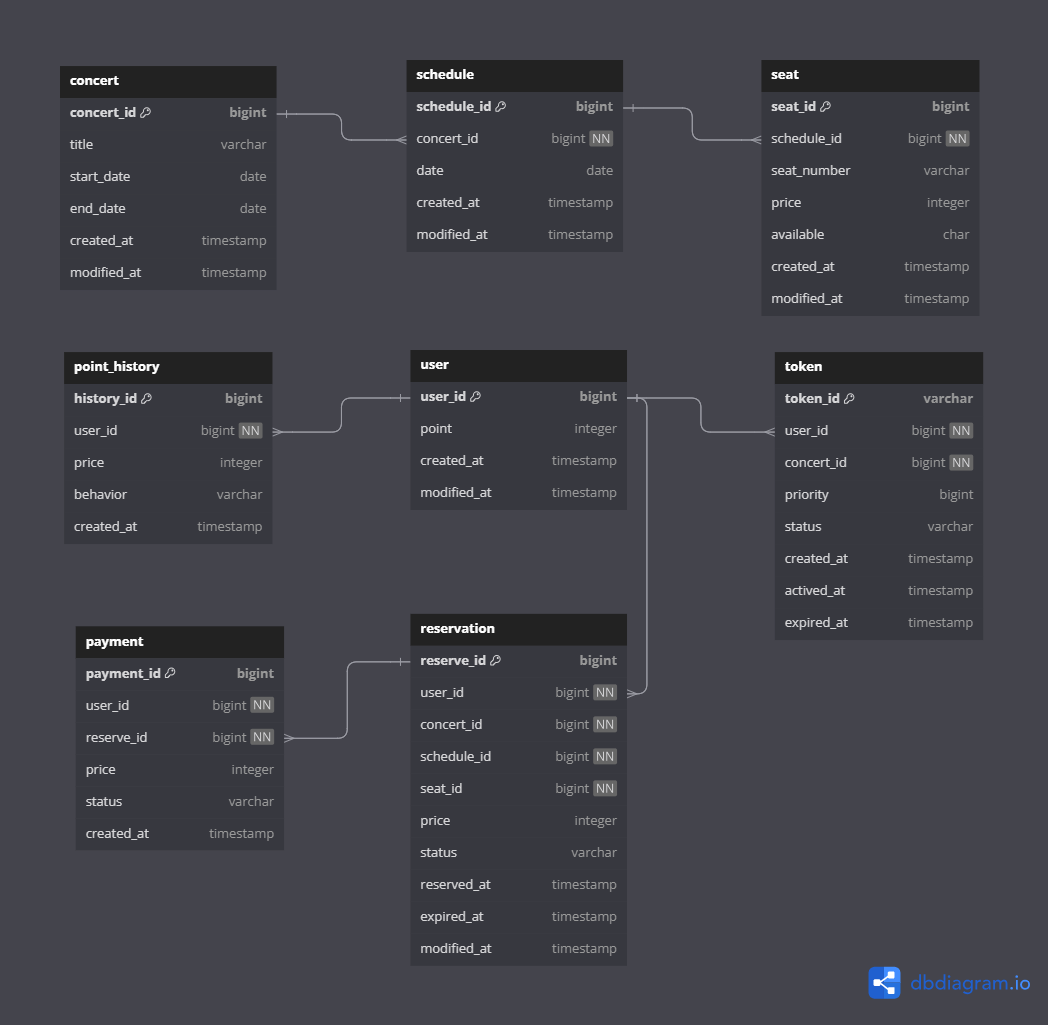 concert
concert_id bigint
title varchar
start_date date
end_date date
created_at timestamp
modified_at timestamp
schedule
schedule_id bigint
concert_id bigint NN
date date
created_at timestamp
modified_at timestamp
seat
seat_id bigint
schedule_id bigint NN
seat_number varchar
price integer
available char
created_at timestamp
modified_at timestamp
point_history
history_id bigint
user_id bigint NN
price integer
behavior varchar
created_at timestamp
user
user_id bigint
point integer
created_at timestamp
modified_at timestamp
token
token_id varchar
user_id bigint NN
concert_id bigint NN
priority bigint
status varchar
created_at timestamp
actived_at timestamp
expired_at timestamp
payment
payment_id bigint
user_id bigint NN
reserve_id bigint NN
price integer
status varchar
created_at timestamp
reservation
reserve_id bigint
user_id bigint NN
concert_id bigint NN
schedule_id bigint NN
seat_id bigint NN
price integer
status varchar
reserved_at timestamp
expired_at timestamp
modified_at timestamp
dbdiagram.io